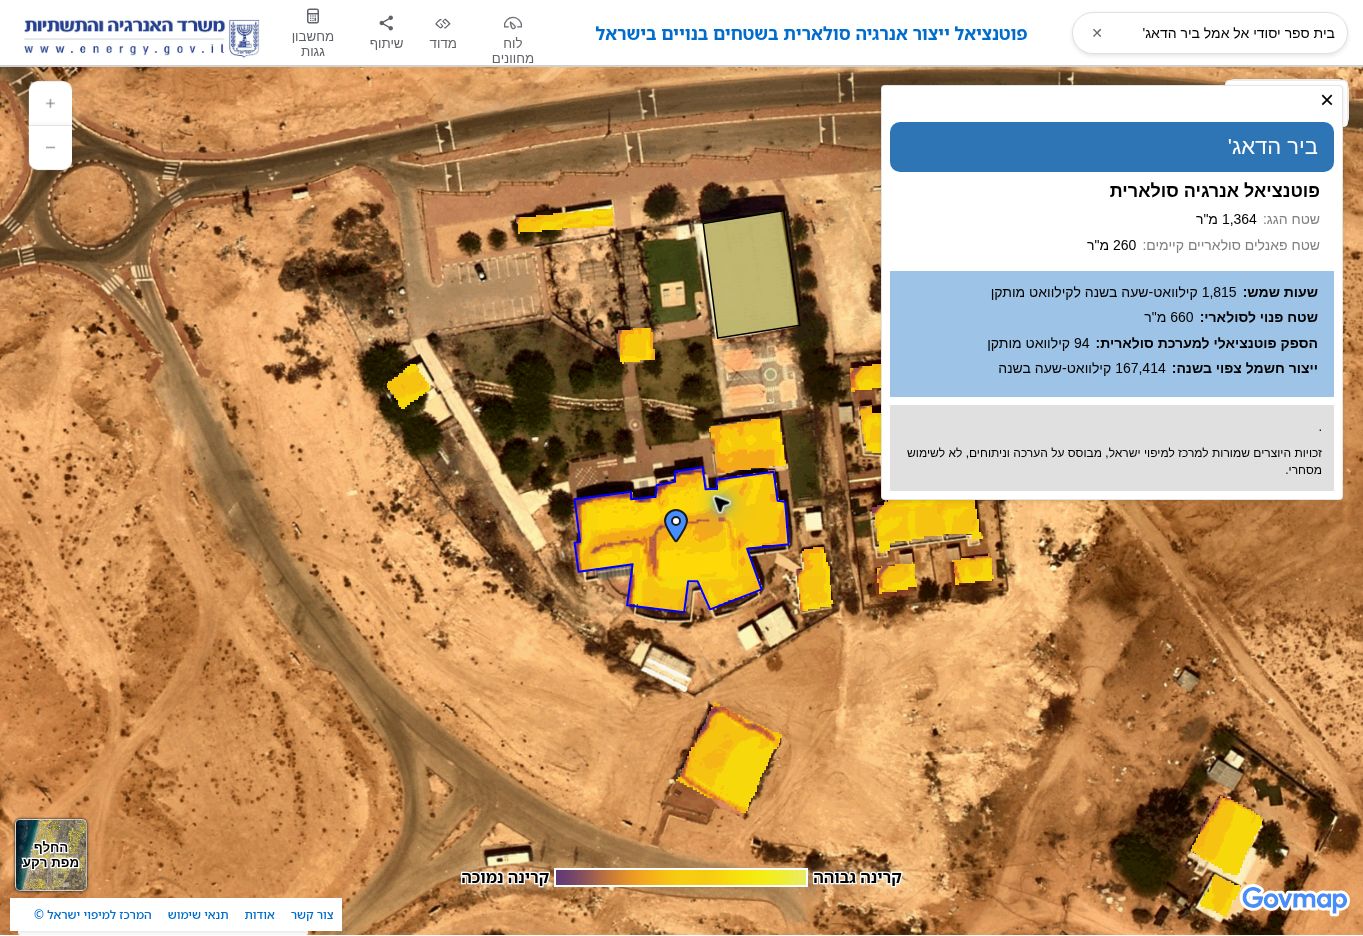 בית ספר יסודי אל אמל ביר הדאג'
×
פוטנציאל ייצור אנרגיה סולארית בשטחים בנויים בישראל
לוח
מחוונים
מדוד
שיתוף
מחשבון
גגות
משרד האנרגיה והתשתיות
www.energy.gov.il
+
−
×
ביר הדאג'
פוטנציאל אנרגיה סולארית
שטח הגג: 1,364 מ"ר
שטח פאנלים סולאריים קיימים: 260 מ"ר
שעות שמש: 1,815 קילוואט-שעה בשנה לקילוואט מותקן
שטח פנוי לסולארי: 660 מ"ר
הספק פוטנציאלי למערכת סולארית: 94 קילוואט מותקן
ייצור חשמל צפוי בשנה: 167,414 קילוואט-שעה בשנה
.
זכויות היוצרים שמורות למרכז למיפוי ישראל, מבוסס על הערכה וניתוחים, לא לשימוש
מסחרי.
קרינה גבוהה
קרינה נמוכה
החלף
מפת רקע
צור קשר אודות תנאי שימוש המרכז למיפוי ישראל ©
Govmap